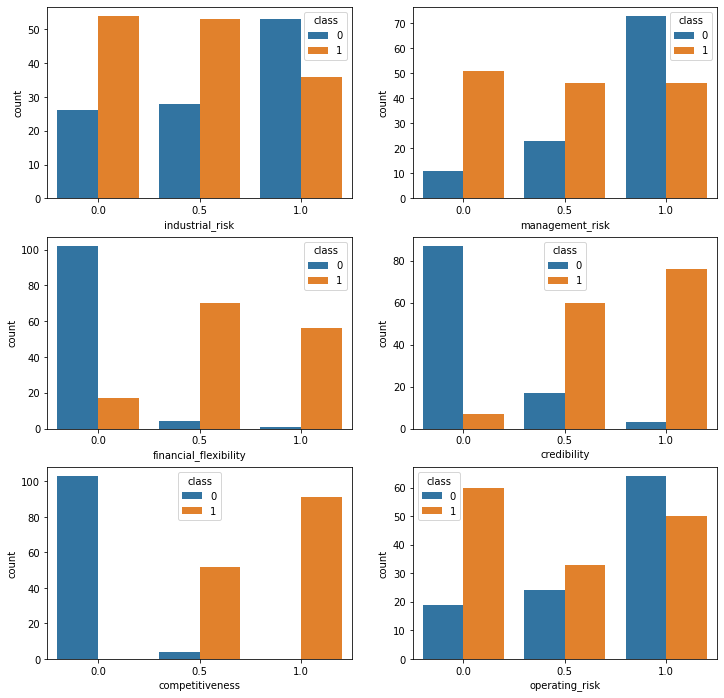 class
0
1
50
40
30
20
10
0
count
0.0 0.5 1.0
industrial_risk
class
0
1
70
60
50
40
30
20
10
0
count
0.0 0.5 1.0
management_risk
class
0
1
100
80
60
40
20
0
count
0.0 0.5 1.0
financial_flexibility
class
0
1
80
60
40
20
0
count
0.0 0.5 1.0
credibility
class
0
1
100
80
60
40
20
0
count
0.0 0.5 1.0
competitiveness
class
0
1
60
50
40
30
20
10
0
count
0.0 0.5 1.0
operating_risk